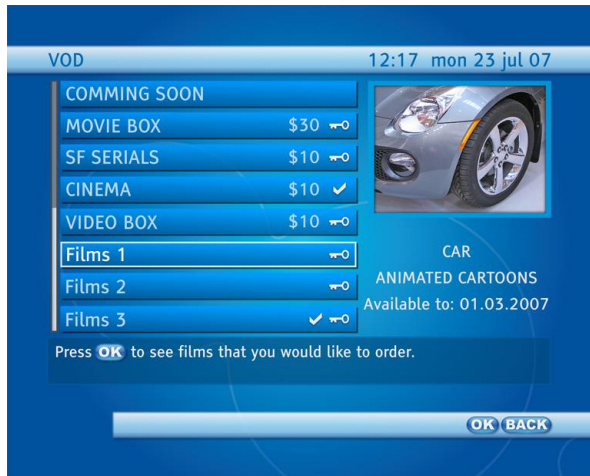 VOD 12:17 mon 23 jul 07
COMMING SOON
MOVIE BOX $30
SF SERIALS $10
CINEMA $10
VIDEO BOX $10
Films 1
Films 2
Films 3
CAR
ANIMATED CARTOONS
Available to: 01.03.2007
Press OK to see films that you would like to order.
OK BACK